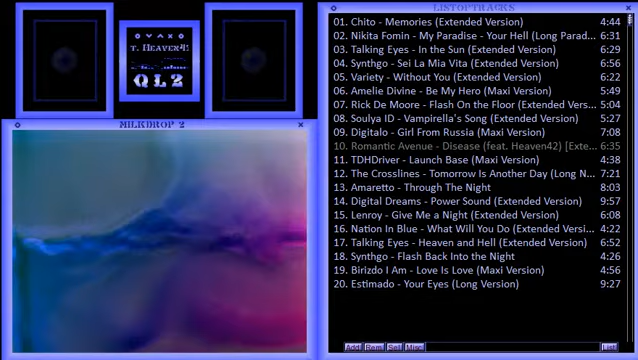 LISTOFTRACKS
T. HEAVEN42
QL2
MILKDROP 2
01. Chito - Memories (Extended Version) 4:44
02. Nikita Fomin - My Paradise - Your Hell (Long Parad... 6:31
03. Talking Eyes - In the Sun (Extended Version) 6:29
04. Synthgo - Sei La Mia Vita (Extended Version) 6:56
05. Variety - Without You (Extended Version) 6:22
06. Amelie Divine - Be My Hero (Maxi Version) 5:49
07. Rick De Moore - Flash On the Floor (Extended Vers... 5:04
08. Soulya ID - Vampirella's Song (Extended Version) 5:27
09. Digitalo - Girl From Russia (Maxi Version) 7:08
10. Romantic Avenue - Disease (feat. Heaven42) [Exte... 6:35
11. TDHDriver - Launch Base (Maxi Version) 4:38
12. The Crosslines - Tomorrow Is Another Day (Long N... 7:21
13. Amaretto - Through The Night 8:03
14. Digital Dreams - Power Sound (Extended Version) 9:57
15. Lenroy - Give Me a Night (Extended Version) 6:08
16. Nation In Blue - What Will You Do (Extended Versi... 4:22
17. Talking Eyes - Heaven and Hell (Extended Version) 6:52
18. Synthgo - Flash Back Into the Night 4:26
19. Birizdo I Am - Love Is Love (Maxi Version) 4:56
20. Estimado - Your Eyes (Long Version) 9:27
Add Rem Sel Misc List